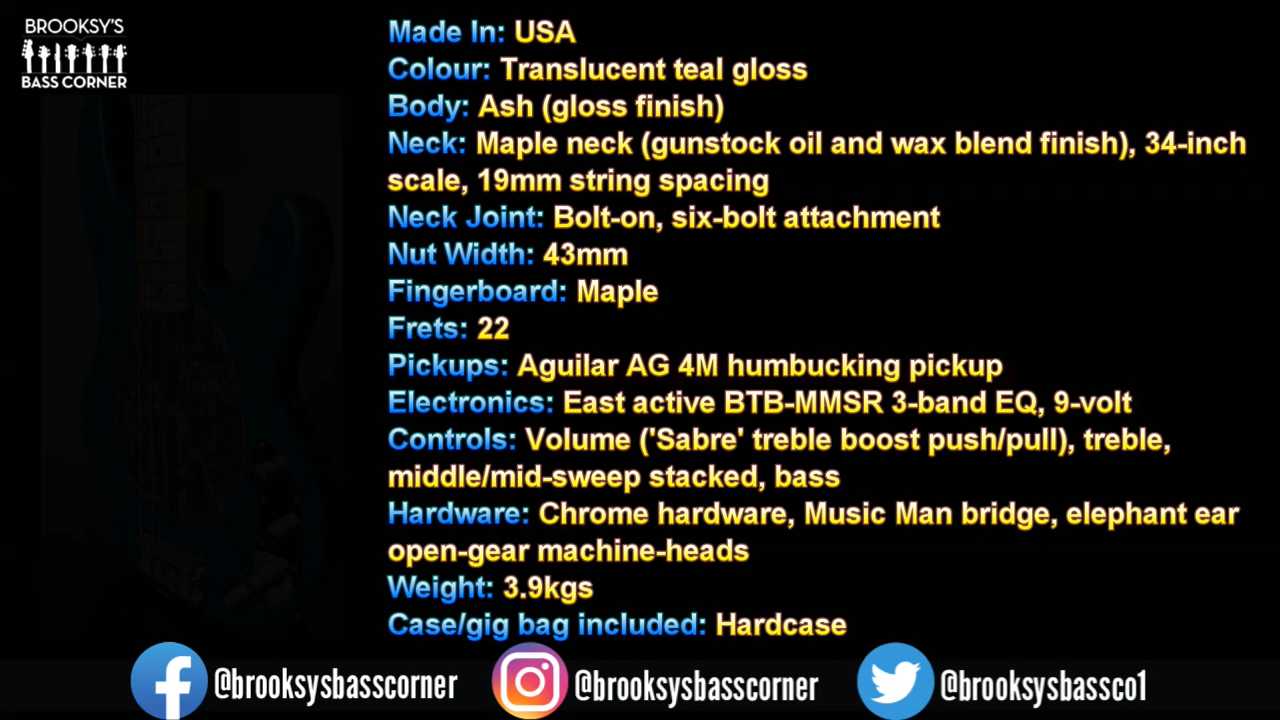 BROOKSY'S
BASS CORNER
Made In: USA
Colour: Translucent teal gloss
Body: Ash (gloss finish)
Neck: Maple neck (gunstock oil and wax blend finish), 34-inch
scale, 19mm string spacing
Neck Joint: Bolt-on, six-bolt attachment
Nut Width: 43mm
Fingerboard: Maple
Frets: 22
Pickups: Aguilar AG 4M humbucking pickup
Electronics: East active BTB-MMSR 3-band EQ, 9-volt
Controls: Volume ('Sabre' treble boost push/pull), treble,
middle/mid-sweep stacked, bass
Hardware: Chrome hardware, Music Man bridge, elephant ear
open-gear machine-heads
Weight: 3.9kgs
Case/gig bag included: Hardcase
@brooksysbasscorner @brooksysbasscorner @brooksysbassco1